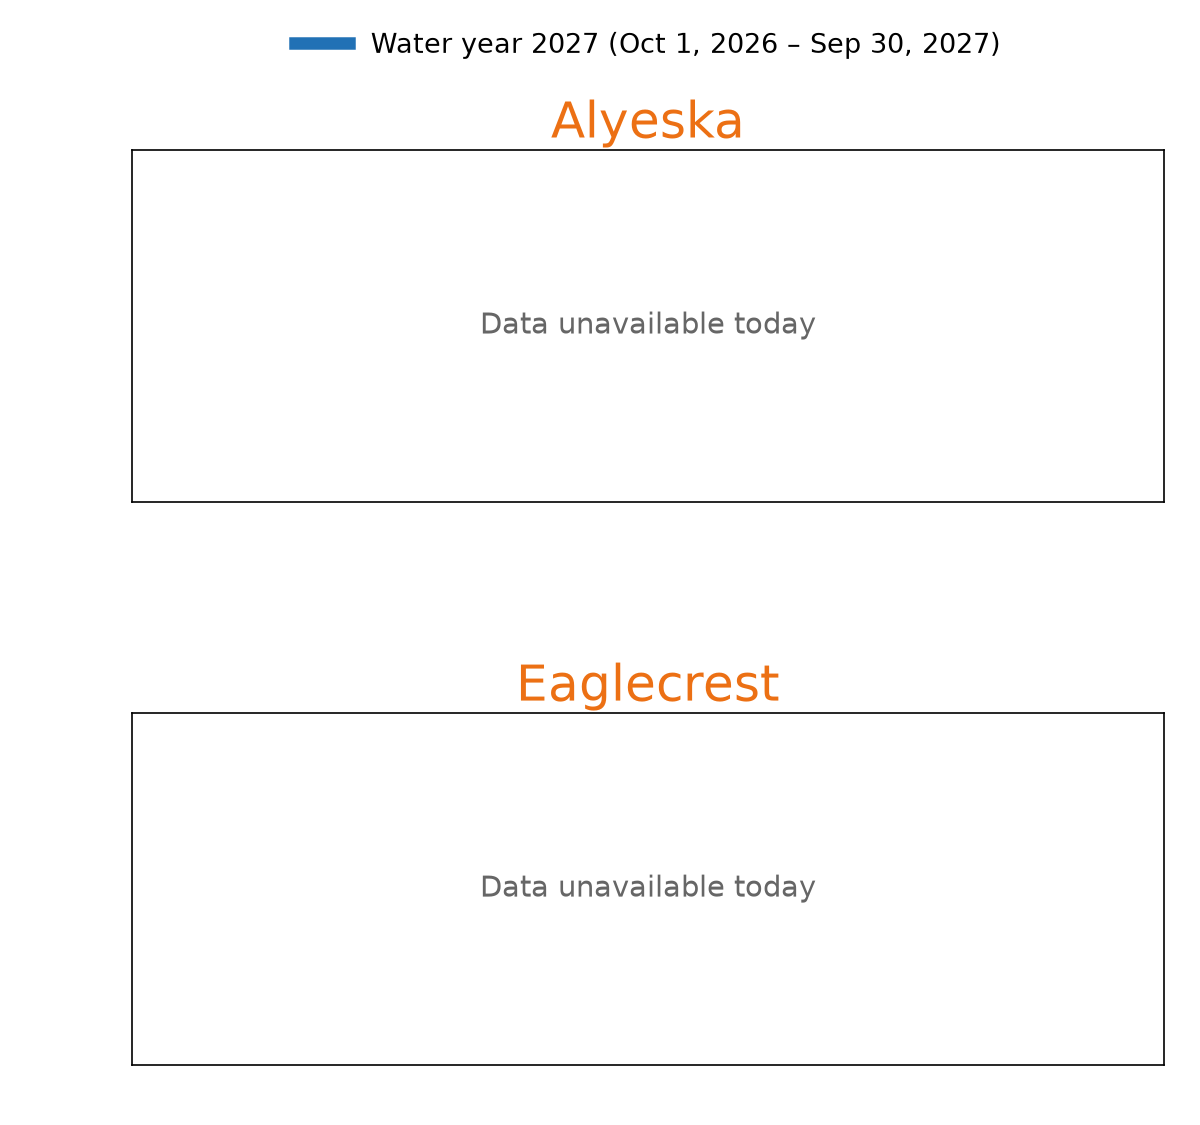 Water year 2027 (Oct 1, 2026 – Sep 30, 2027)
Alyeska
Data unavailable today
Eaglecrest
Data unavailable today